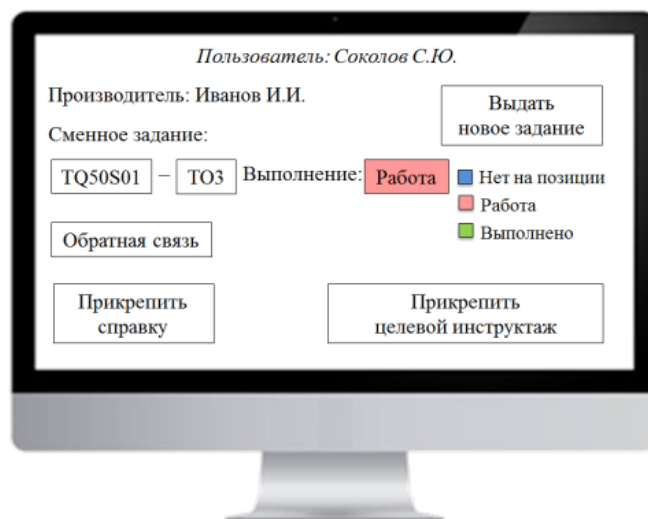 Пользователь: Соколов С.Ю.
Производитель: Иванов И.И.
Выдать
новое задание
Сменное задание:
TQ50S01 – ТО3 Выполнение: Работа
Нет на позиции
Работа
Выполнено
Обратная связь
Прикрепить
справку
Прикрепить
целевой инструктаж